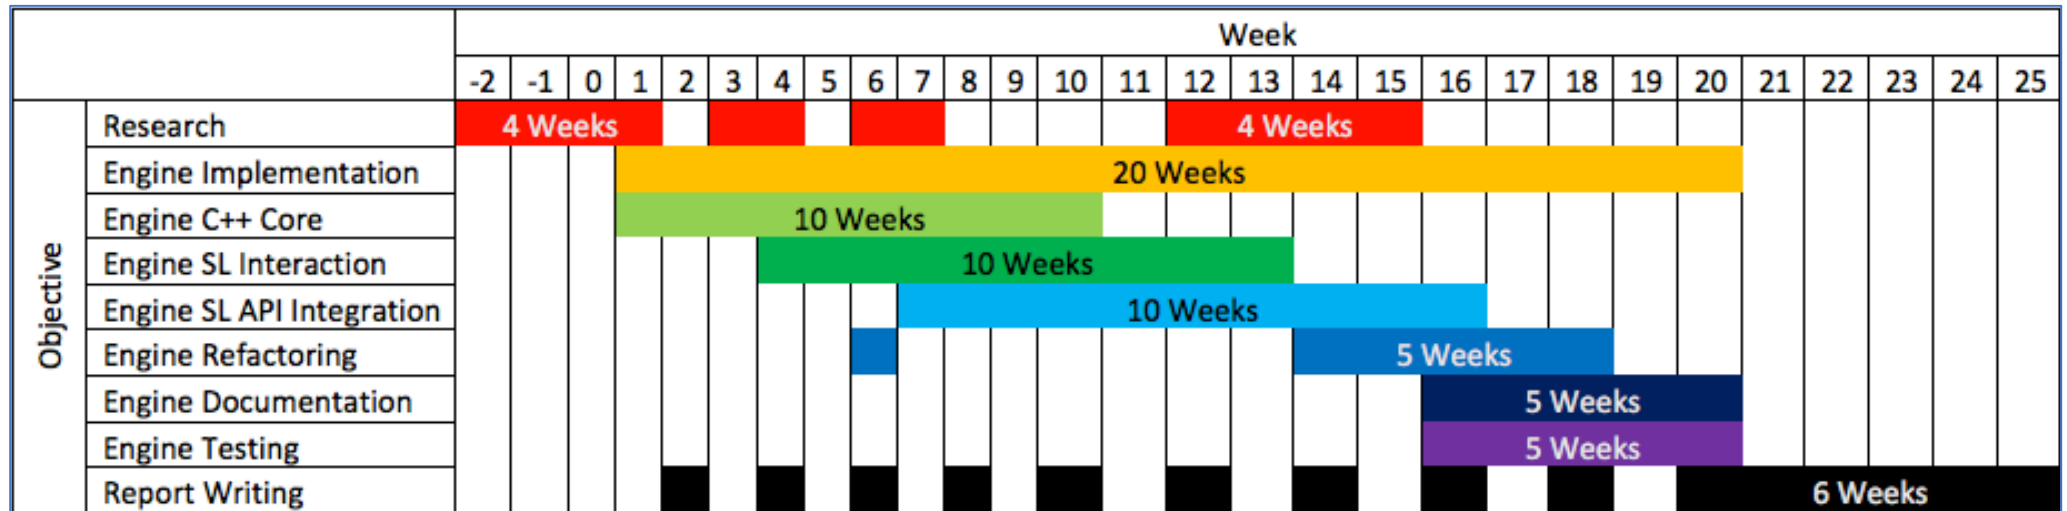 Week
-2 -1 0 1 2 3 4 5 6 7 8 9 10 11 12 13 14 15 16 17 18 19 20 21 22 23 24 25
Objective
Research 4 Weeks 4 Weeks
Engine Implementation 20 Weeks
Engine C++ Core 10 Weeks
Engine SL Interaction 10 Weeks
Engine SL API Integration 10 Weeks
Engine Refactoring 5 Weeks
Engine Documentation 5 Weeks
Engine Testing 5 Weeks
Report Writing 6 Weeks